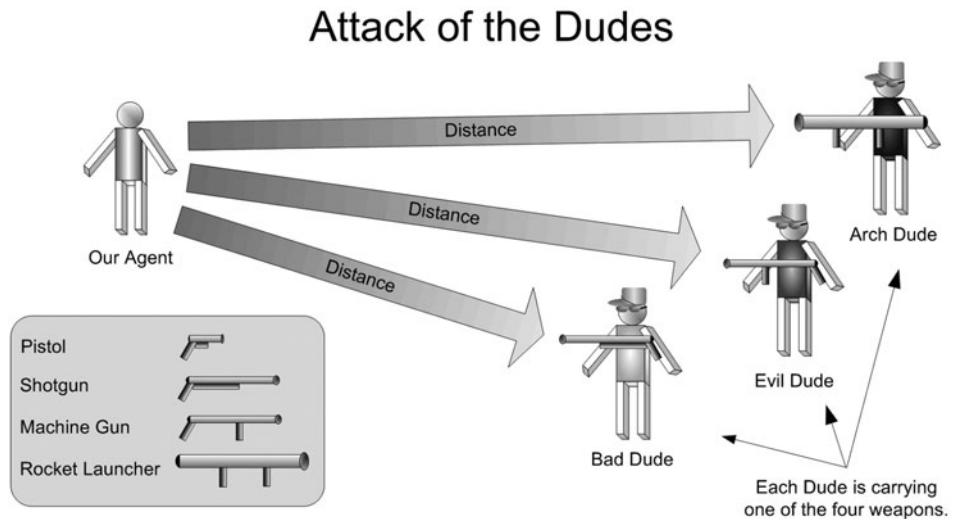 Attack of the Dudes
Distance
Arch Dude
Distance
Our Agent
Distance
Evil Dude
Bad Dude
Pistol
Shotgun
Machine Gun
Rocket Launcher
Each Dude is carrying
one of the four weapons.